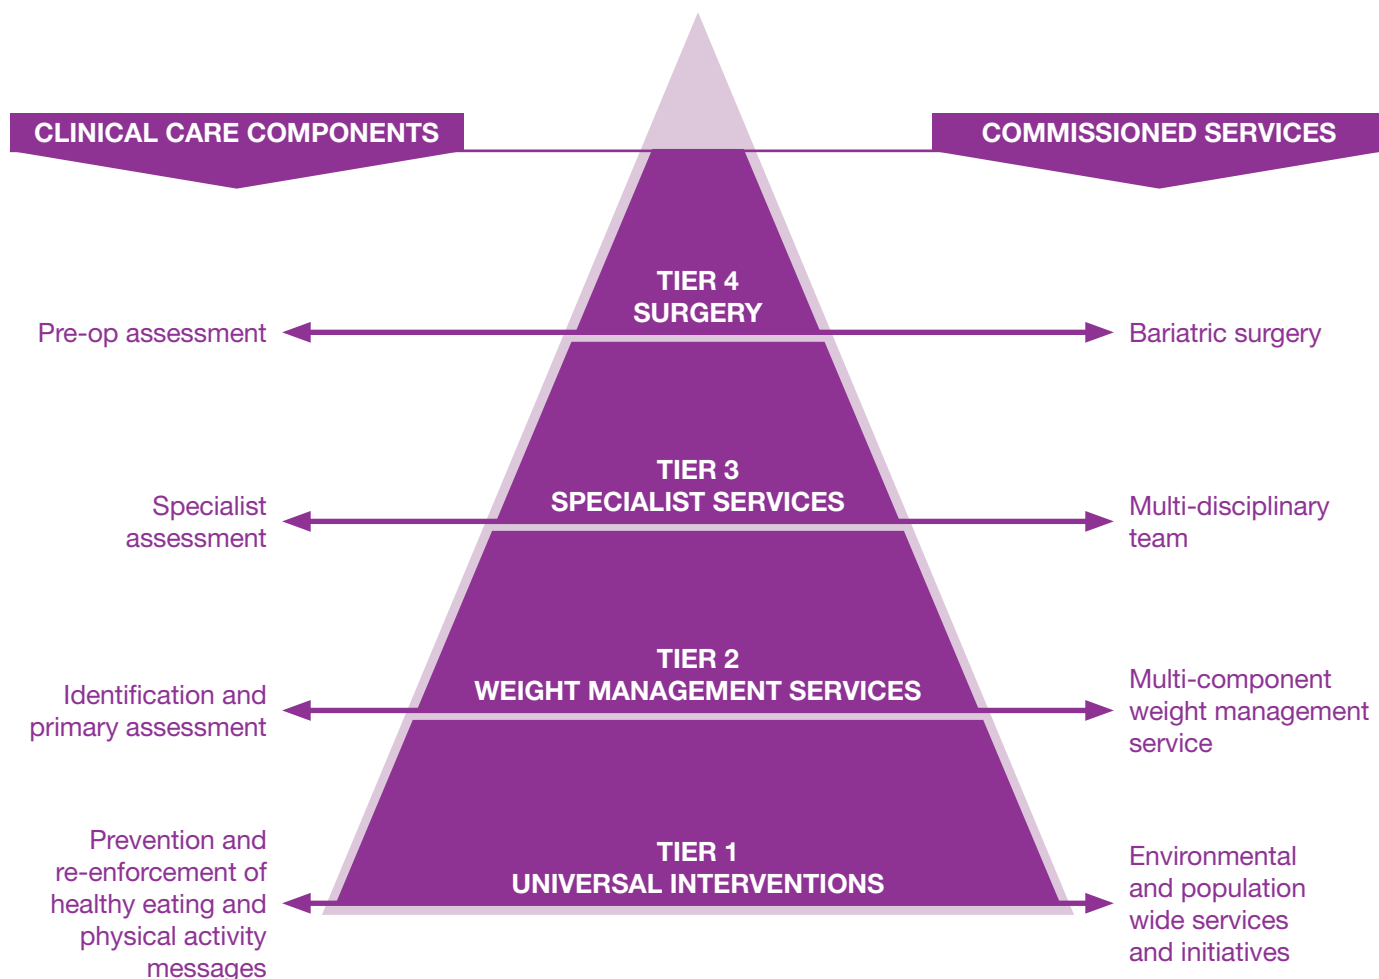 CLINICAL CARE COMPONENTS
COMMISSIONED SERVICES
TIER 4
SURGERY
Pre-op assessment
Bariatric surgery
TIER 3
SPECIALIST SERVICES
Specialist
assessment
Multi-disciplinary
team
TIER 2
WEIGHT MANAGEMENT SERVICES
Identification and
primary assessment
Multi-component
weight management
service
TIER 1
UNIVERSAL INTERVENTIONS
Prevention and
re-enforcement of
healthy eating and
physical activity
messages
Environmental
and population
wide services
and initiatives